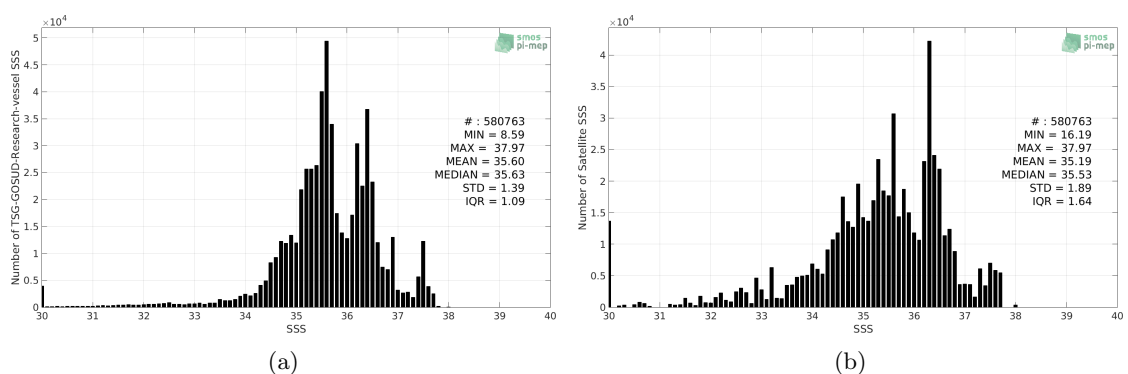 ×10⁴
5
4.5
4
3.5
3
2.5
2
1.5
1
0.5
0
30 31 32 33 34 35 36 37 38 39 40
SSS
Number of TSG-GOSUD-Research-vessel SSS
smos
pi-mep
# : 580763
MIN = 8.59
MAX = 37.97
MEAN = 35.60
MEDIAN = 35.63
STD = 1.39
IQR = 1.09
(a)
×10⁴
4
3.5
3
2.5
2
1.5
1
0.5
0
30 31 32 33 34 35 36 37 38 39 40
SSS
Number of Satellite SSS
smos
pi-mep
# : 580763
MIN = 16.19
MAX = 37.97
MEAN = 35.19
MEDIAN = 35.53
STD = 1.89
IQR = 1.64
(b)